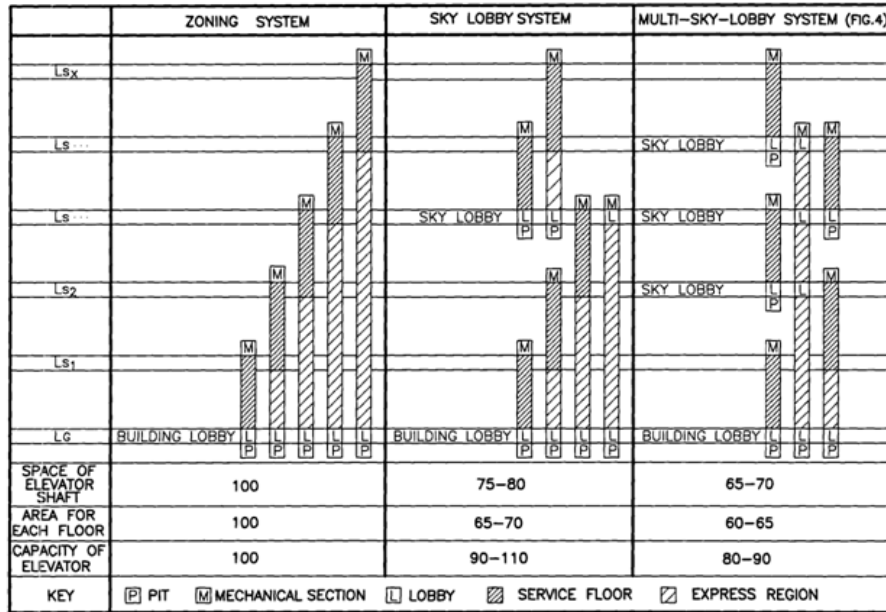 ZONING SYSTEM
SKY LOBBY SYSTEM
MULTI-SKY-LOBBY SYSTEM (FIG.4)
M
M
M
LSX
M
M
M
M
LS...
SKY LOBBY
L
L
P
M
M
M
M
LS...
SKY LOBBY
L
L
SKY LOBBY
L
L
P
P
P
M
M
M
LS2
SKY LOBBY
L
L
P
M
M
M
LS1
LG
BUILDING LOBBY
L
L
L
L
L
BUILDING LOBBY
L
L
L
L
BUILDING LOBBY
L
L
L
P
P
P
P
P
P
P
P
P
P
P
P
SPACE OF
ELEVATOR
SHAFT
100
75-80
65-70
AREA FOR
EACH FLOOR
100
65-70
60-65
CAPACITY OF
ELEVATOR
100
90-110
80-90
KEY
P PIT
M MECHANICAL SECTION
L LOBBY
SERVICE FLOOR
EXPRESS REGION